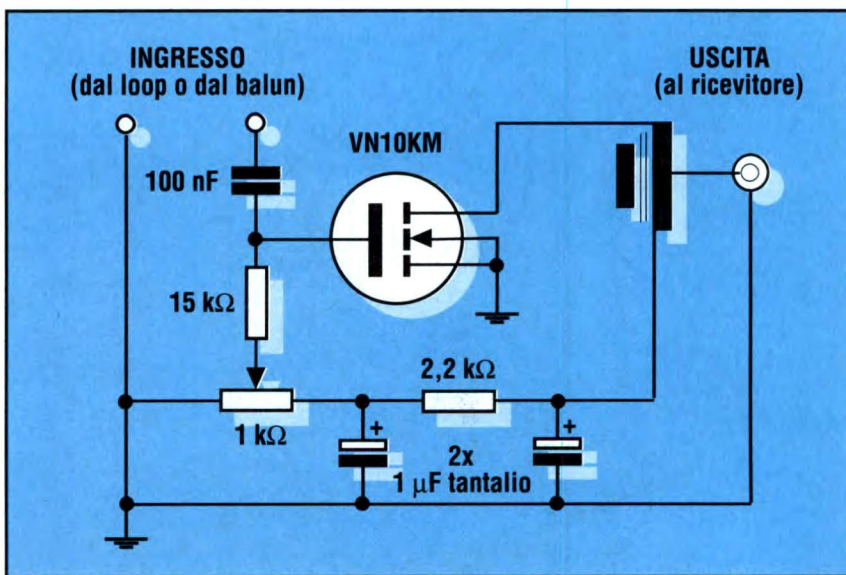 INGRESSO
(dal loop o dal balun)
USCITA
(al ricevitore)
VN10KM
100 nF
15 kΩ
2,2 kΩ
1 kΩ
+
+
2x
1 µF tantalio